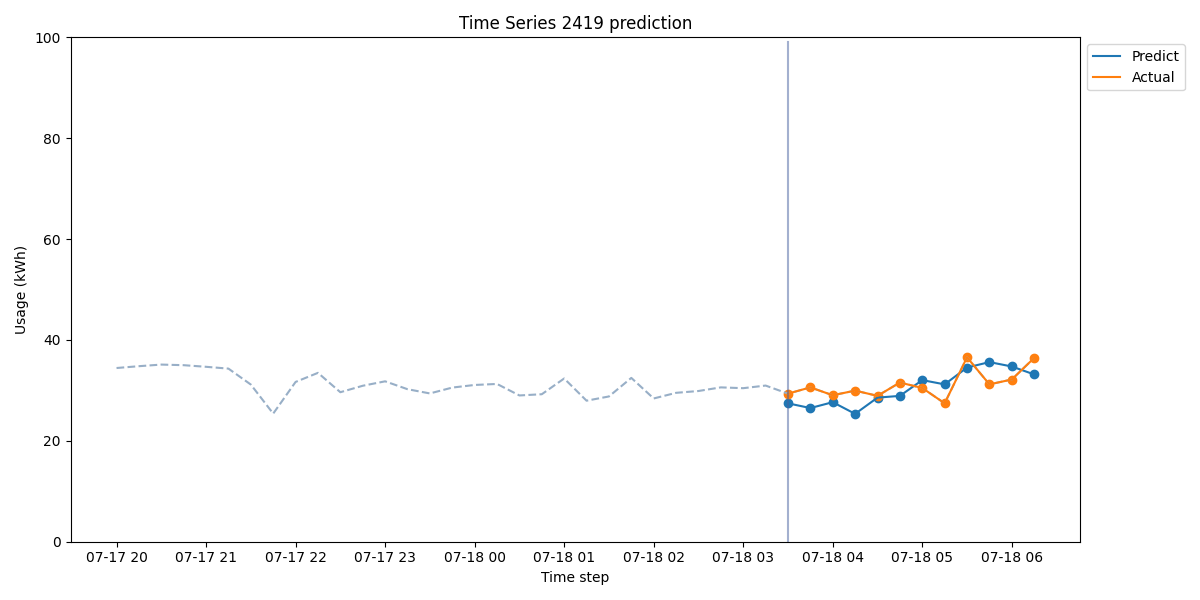 Time Series 2419 prediction
100
80
60
40
20
0
Usage (kWh)
07-17 20 07-17 21 07-17 22 07-17 23 07-18 00 07-18 01 07-18 02 07-18 03 07-18 04 07-18 05 07-18 06
Time step
Predict
Actual